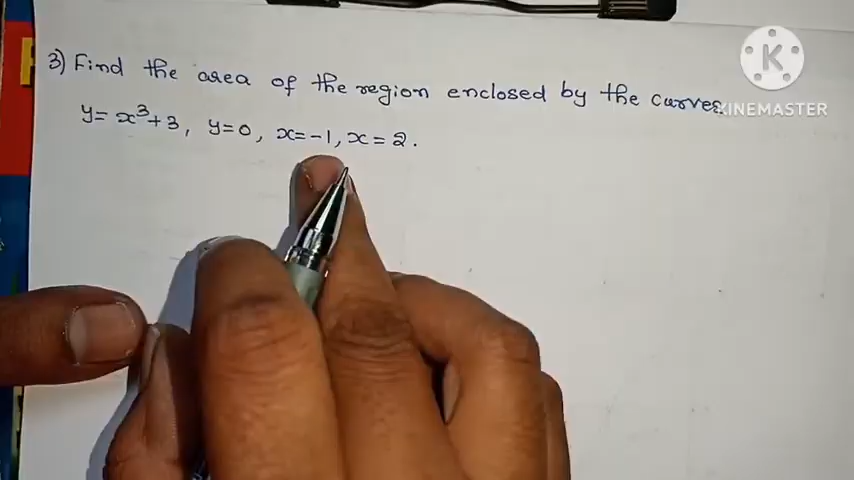 3) Find the area of the region enclosed by the curves
y = x³+3, y=0, x=-1, x=2.
K
KINEMASTER